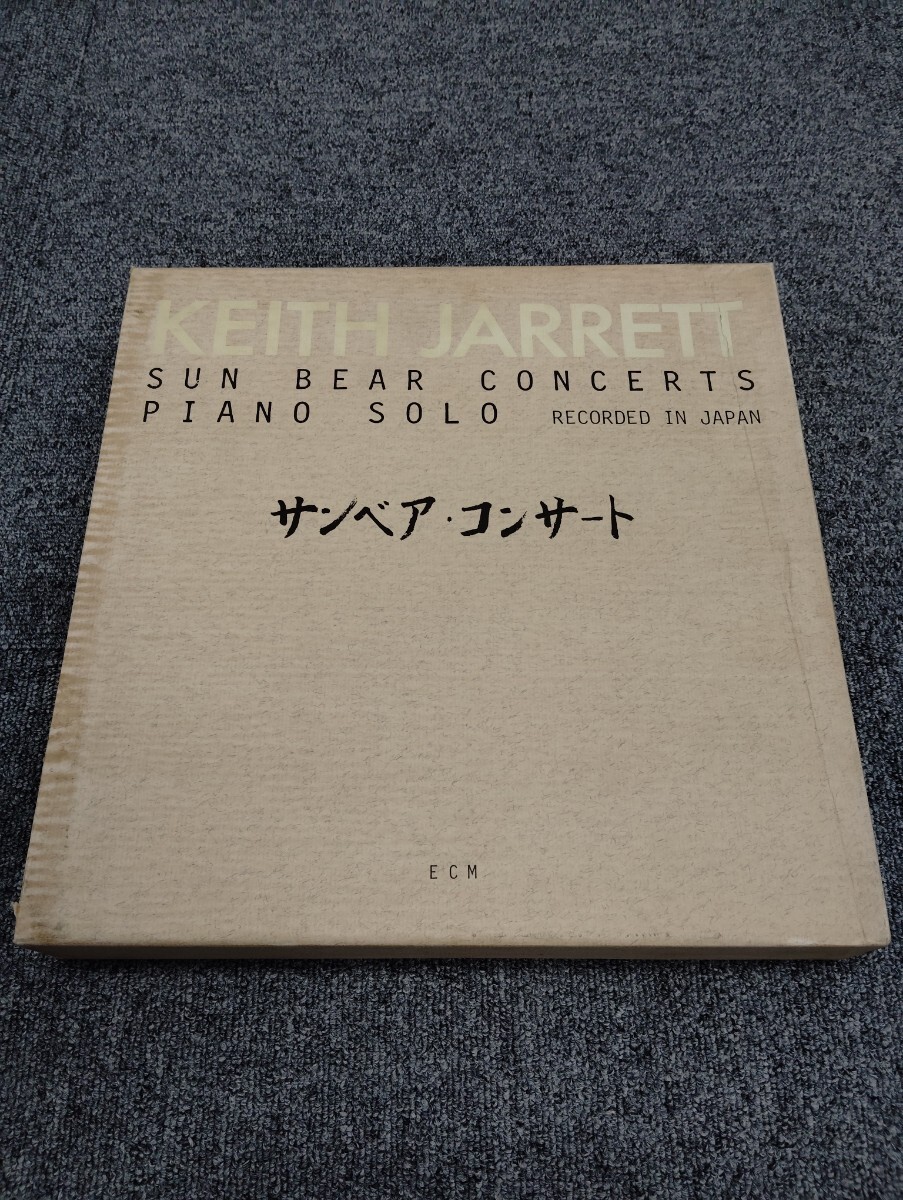 KEITH JARRETT
SUN BEAR CONCERTS
PIANO SOLO RECORDED IN JAPAN
サンベア・コンサート
ECM